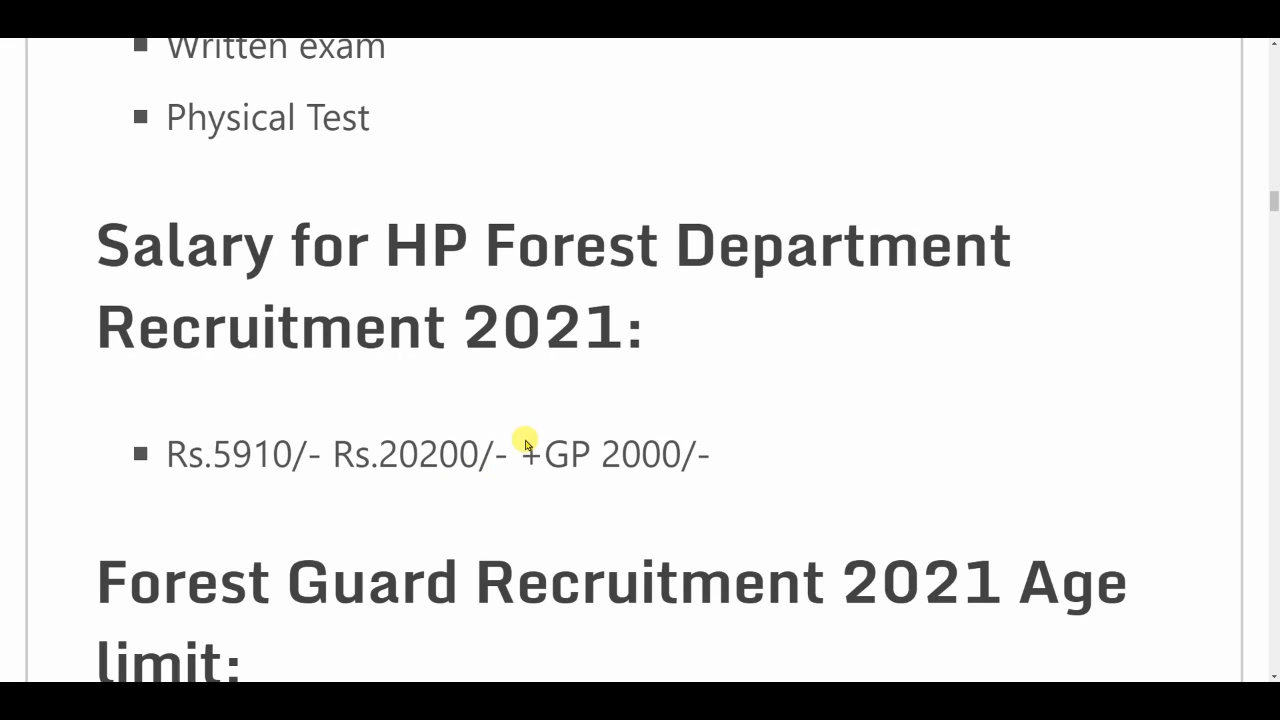 Written exam
Physical Test
Salary for HP Forest Department
Recruitment 2021:
Rs.5910/- Rs.20200/- +GP 2000/-
Forest Guard Recruitment 2021 Age
limit: